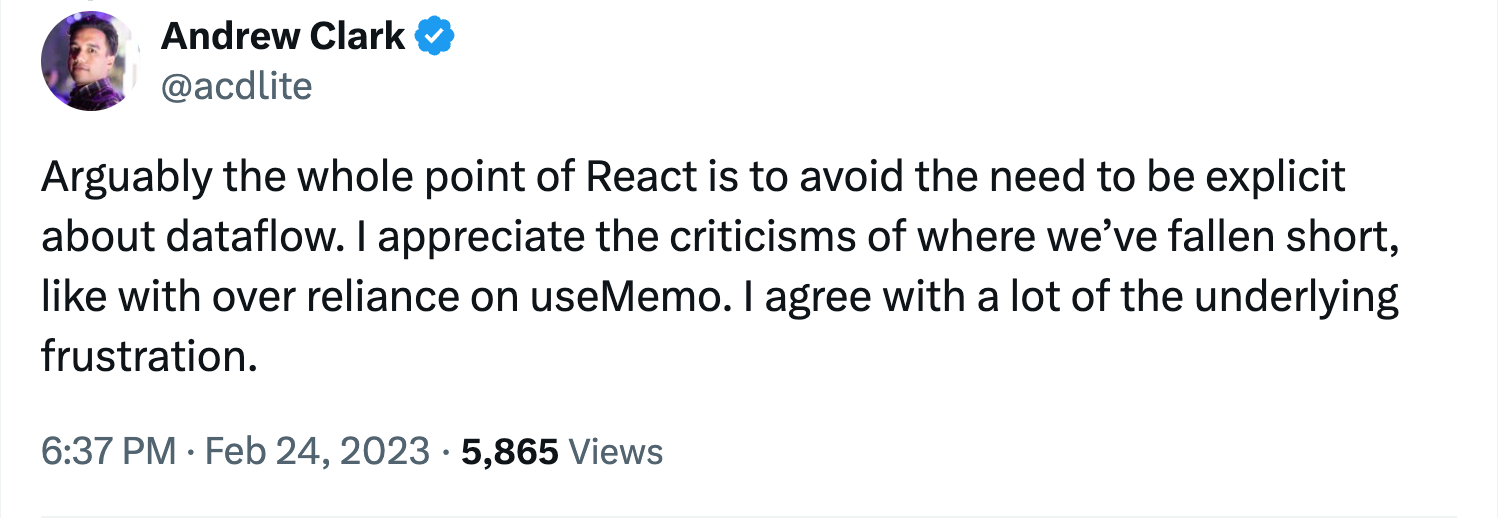 Andrew Clark
@acdlite
Arguably the whole point of React is to avoid the need to be explicit
about dataflow. I appreciate the criticisms of where we’ve fallen short,
like with over reliance on useMemo. I agree with a lot of the underlying
frustration.
6:37 PM · Feb 24, 2023 · 5,865 Views